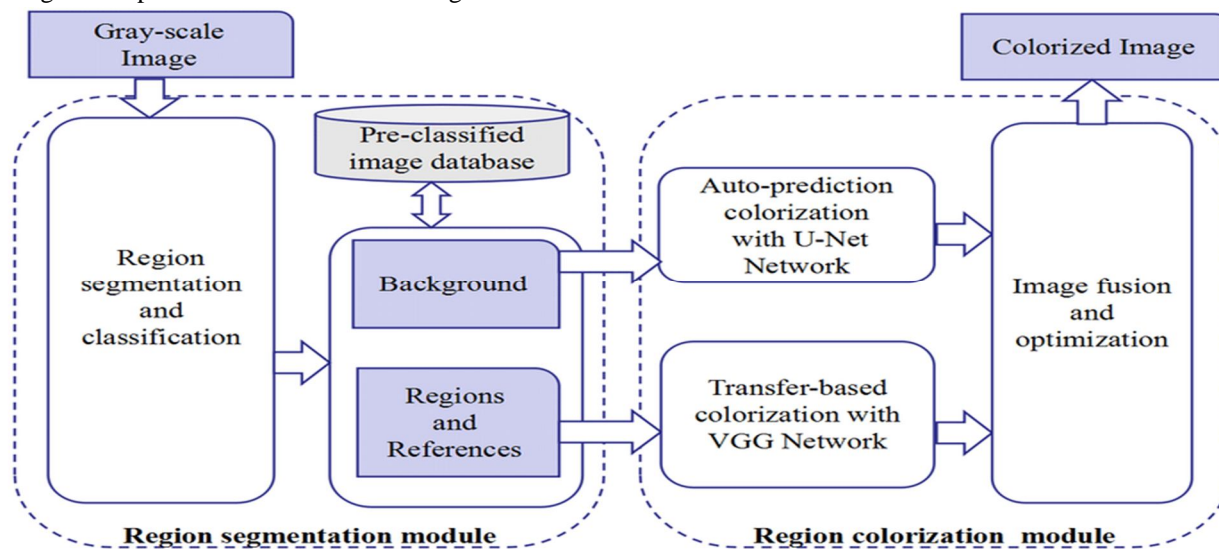 Gray-scale
Image
Colorized Image
Pre-classified
image database
Region
segmentation
and
classification
Background
Regions
and
References
Auto-prediction
colorization
with U-Net
Network
Transfer-based
colorization with
VGG Network
Image fusion
and
optimization
Region segmentation module
Region colorization module